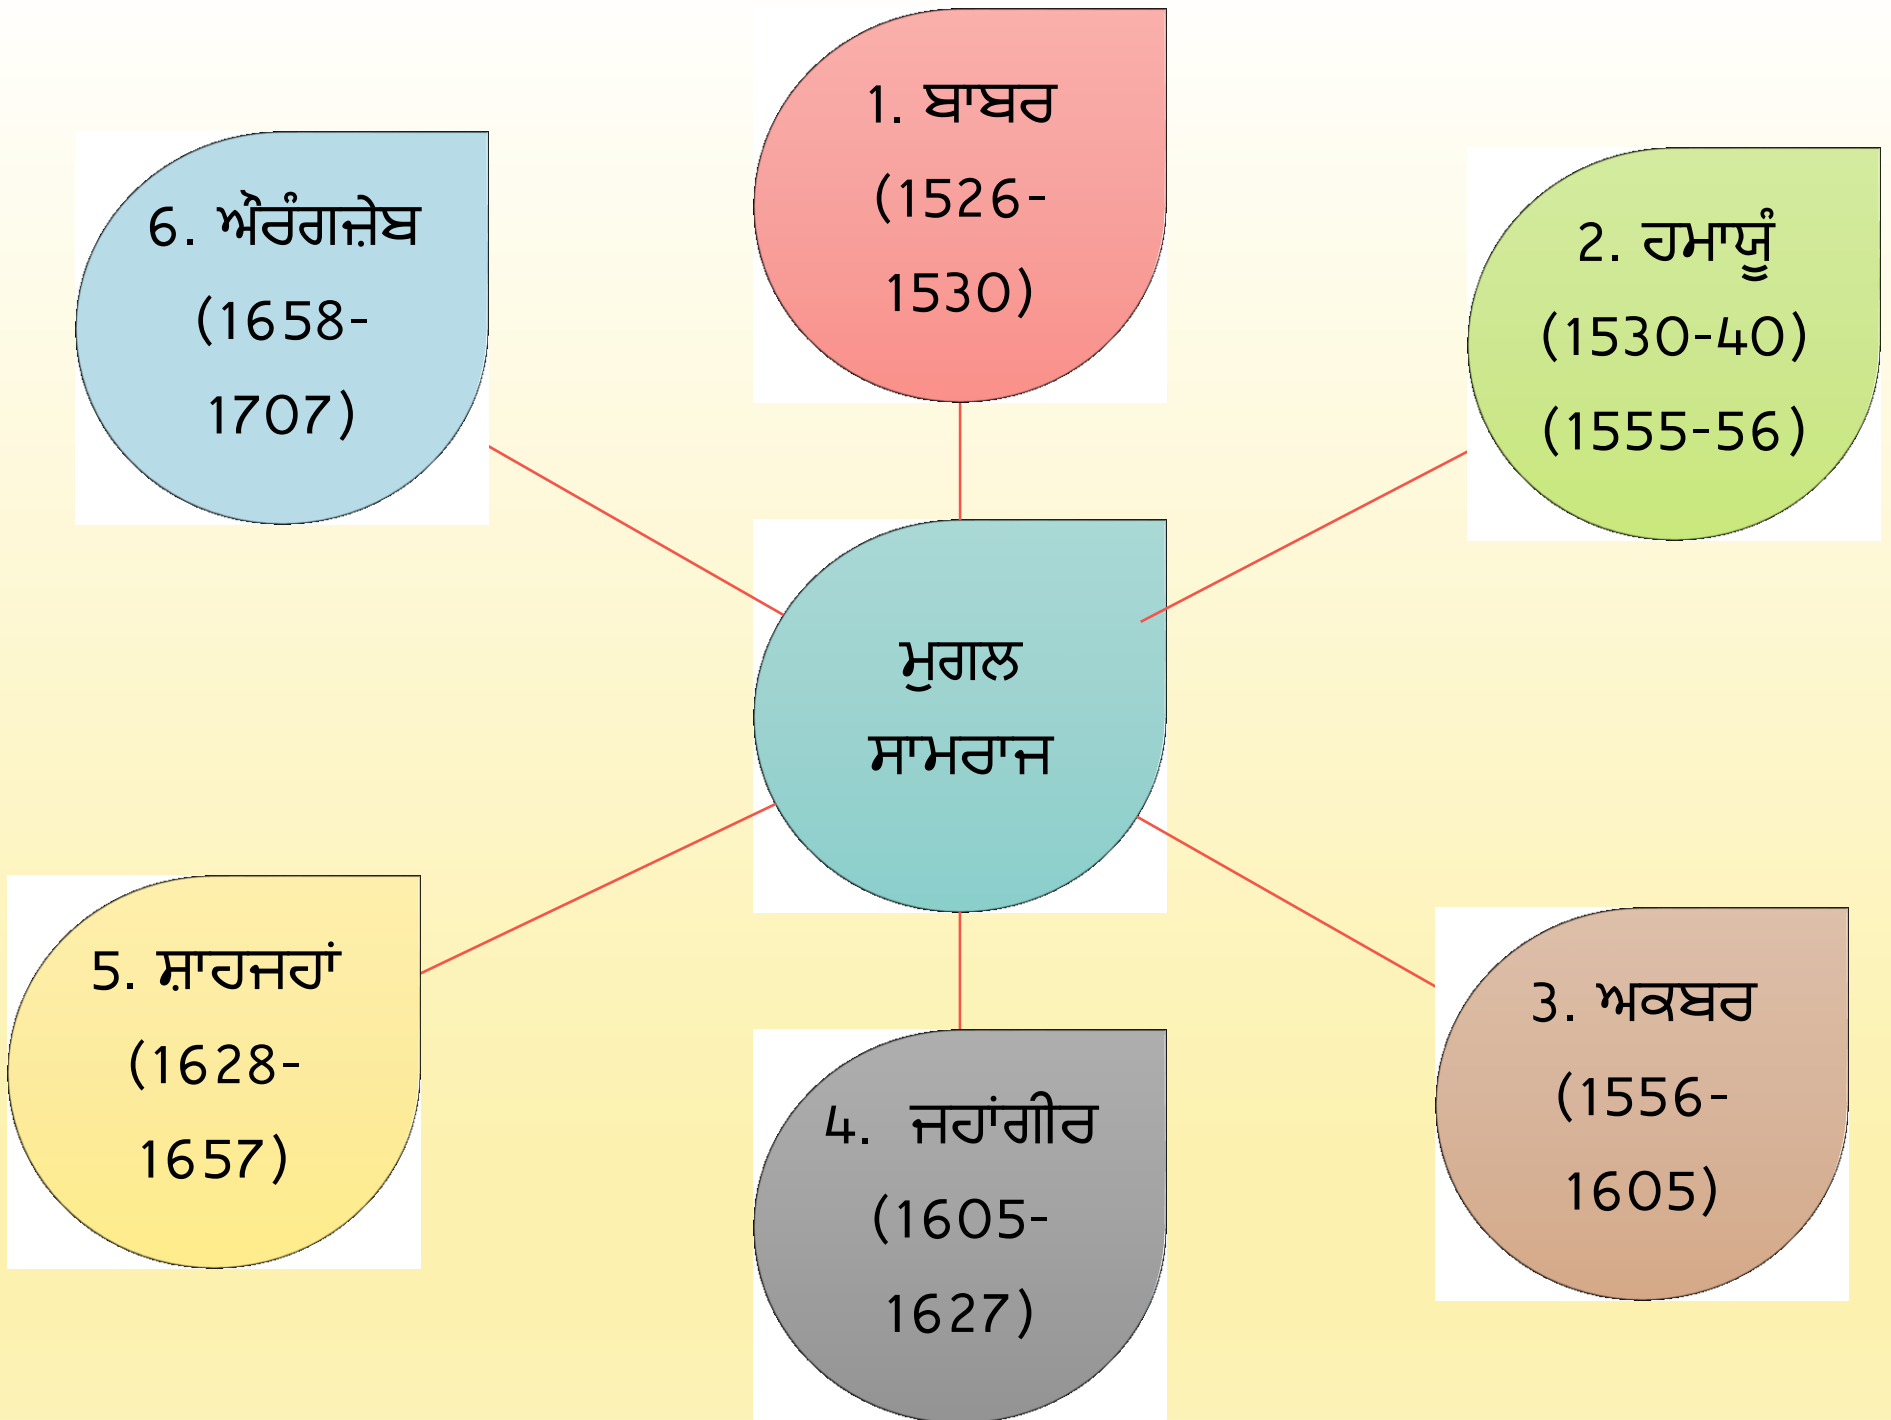 1. ਬਾਬਰ
(1526-
1530)
2. ਹਮਾਯੂੰ
(1530-40)
(1555-56)
3. ਅਕਬਰ
(1556-
1605)
4. ਜਹਾਂਗੀਰ
(1605-
1627)
5. ਸ਼ਾਹਜਹਾਂ
(1628-
1657)
6. ਔਰੰਗਜ਼ੇਬ
(1658-
1707)
ਮੁਗਲ
ਸਾਮਰਾਜ